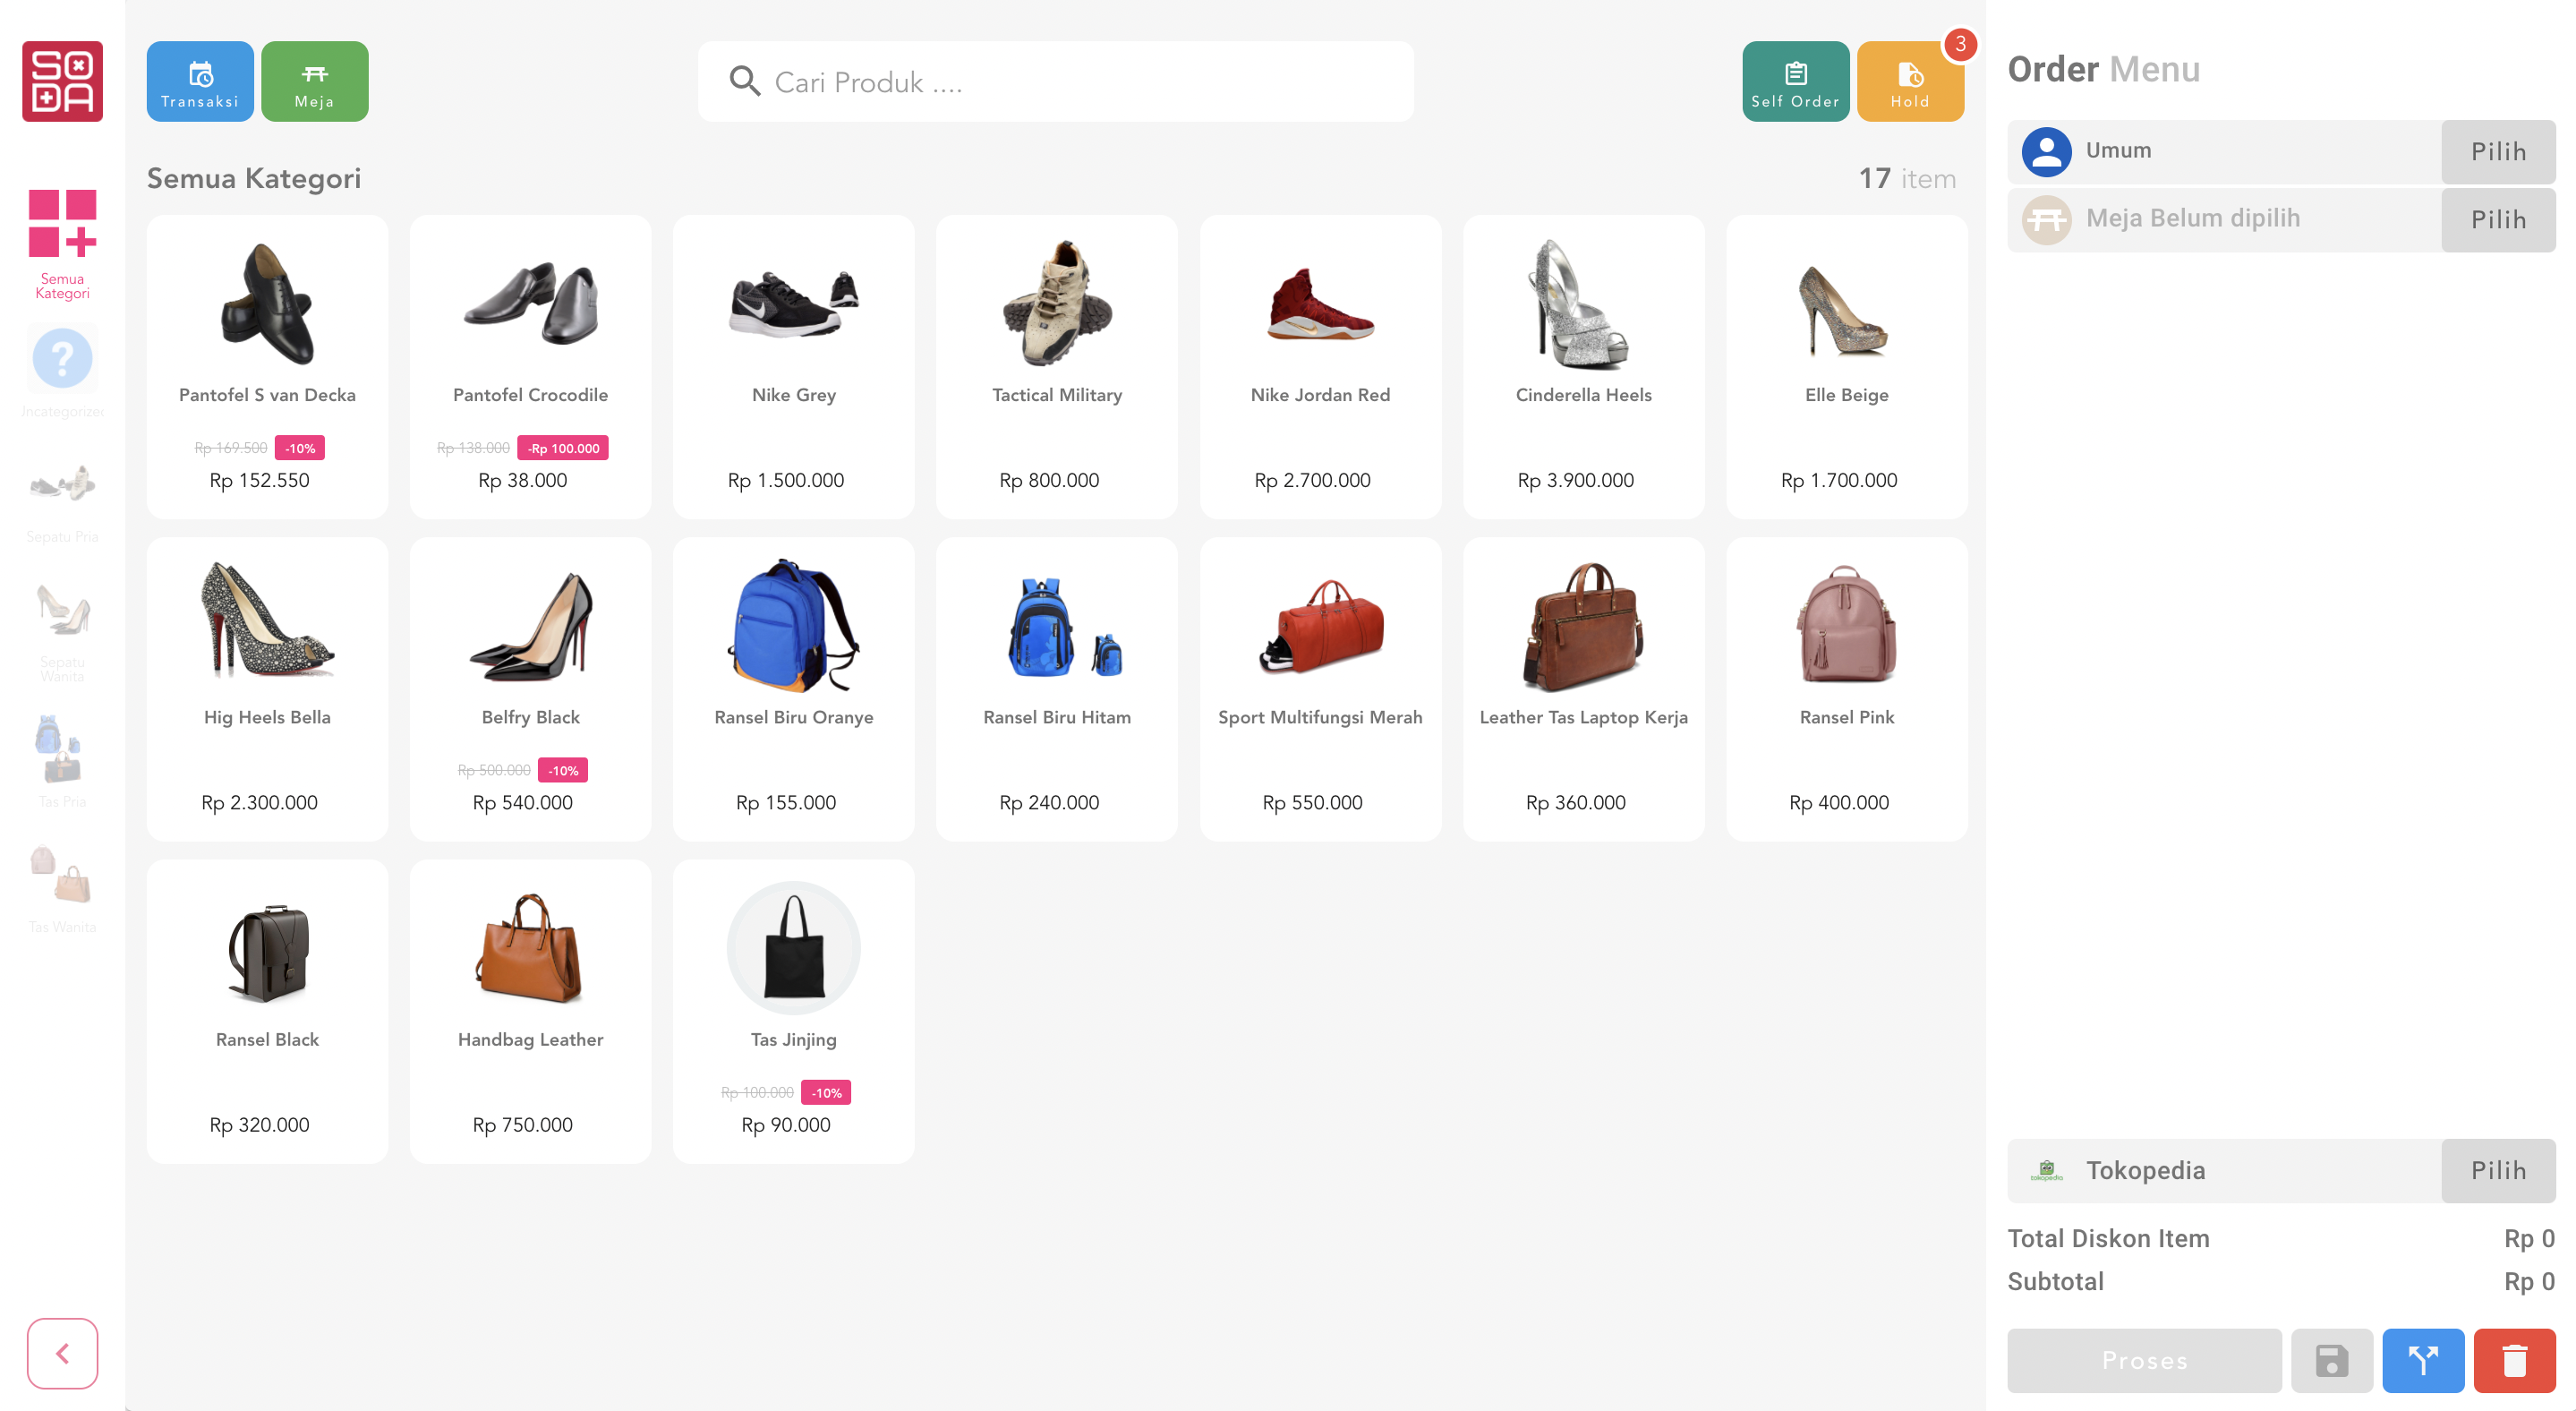 SODA
Transaksi
Meja
Cari Produk ....
Self Order
Hold
3
Order Menu
Umum
Pilih
Meja Belum dipilih
Pilih
Semua Kategori
17 item
Semua
Kategori
?
Uncategorized
Sepatu Pria
Sepatu
Wanita
Tas Pria
Tas Wanita
Pantofel S van Decka
Rp 169.500 -10%
Rp 152.550
Pantofel Crocodile
Rp 138.000 -Rp 100.000
Rp 38.000
Nike Grey
Rp 1.500.000
Tactical Military
Rp 800.000
Nike Jordan Red
Rp 2.700.000
Cinderella Heels
Rp 3.900.000
Elle Beige
Rp 1.700.000
Hig Heels Bella
Rp 2.300.000
Belfry Black
Rp 500.000 -10%
Rp 540.000
Ransel Biru Oranye
Rp 155.000
Ransel Biru Hitam
Rp 240.000
Sport Multifungsi Merah
Rp 550.000
Leather Tas Laptop Kerja
Rp 360.000
Ransel Pink
Rp 400.000
Ransel Black
Rp 320.000
Handbag Leather
Rp 750.000
Tas Jinjing
Rp 100.000 -10%
Rp 90.000
tokopedia
Tokopedia
Pilih
Total Diskon Item Rp 0
Subtotal Rp 0
Proses